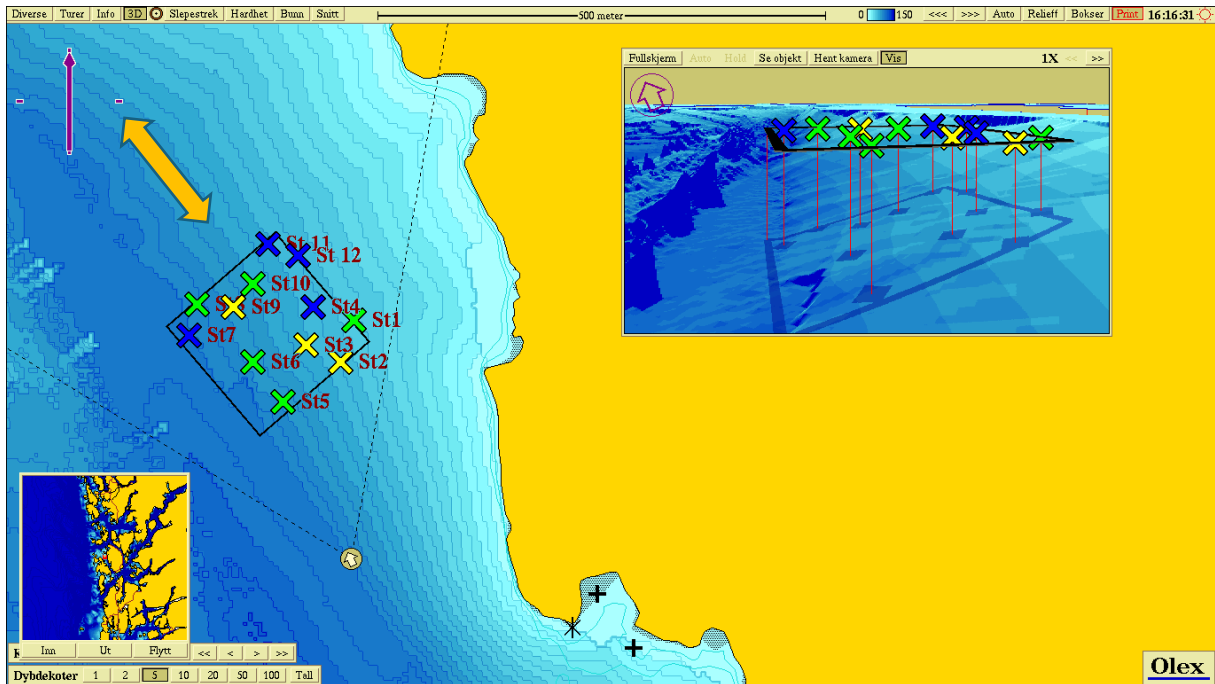 Diverse Turer Info 3D Slepestrek Hardhet Bunn Snitt 500 meter 0 150 <<< >>> Auto Relieff Bokser Print 16:16:31
Fullskjerm Auto Hold Se objekt Hent kamera Vis 1X << >>
St 11
St 12
St10
St9
St4
St1
St7
St3
St6
St2
St5
Inn Ut Flytt << < > >>
Dybdekoter 1 2 5 10 20 50 100 Tall
Olex